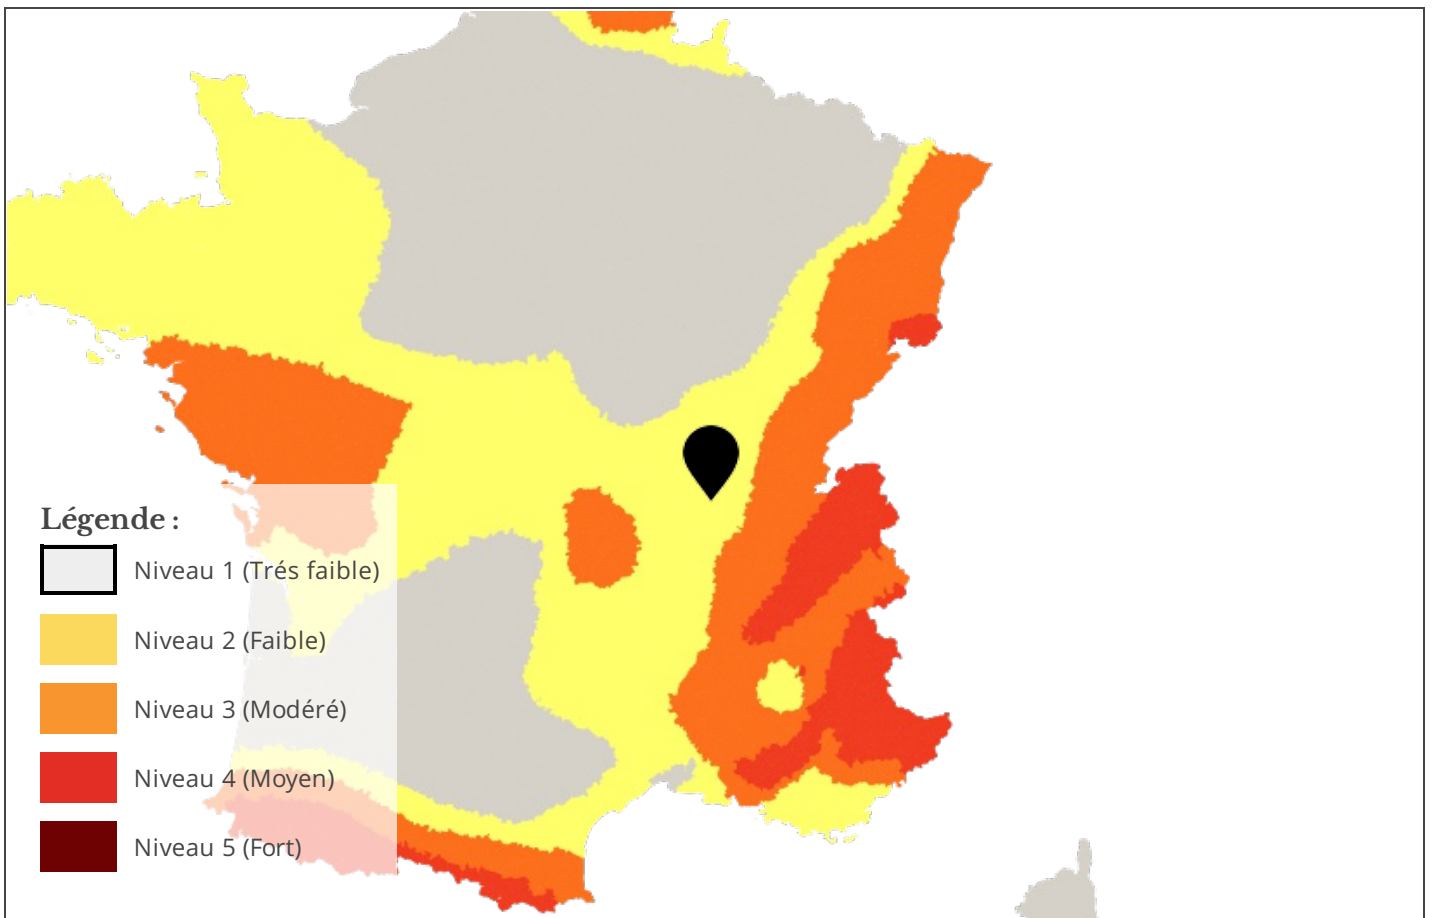 Légende :
Niveau 1 (Trés faible)
Niveau 2 (Faible)
Niveau 3 (Modéré)
Niveau 4 (Moyen)
Niveau 5 (Fort)